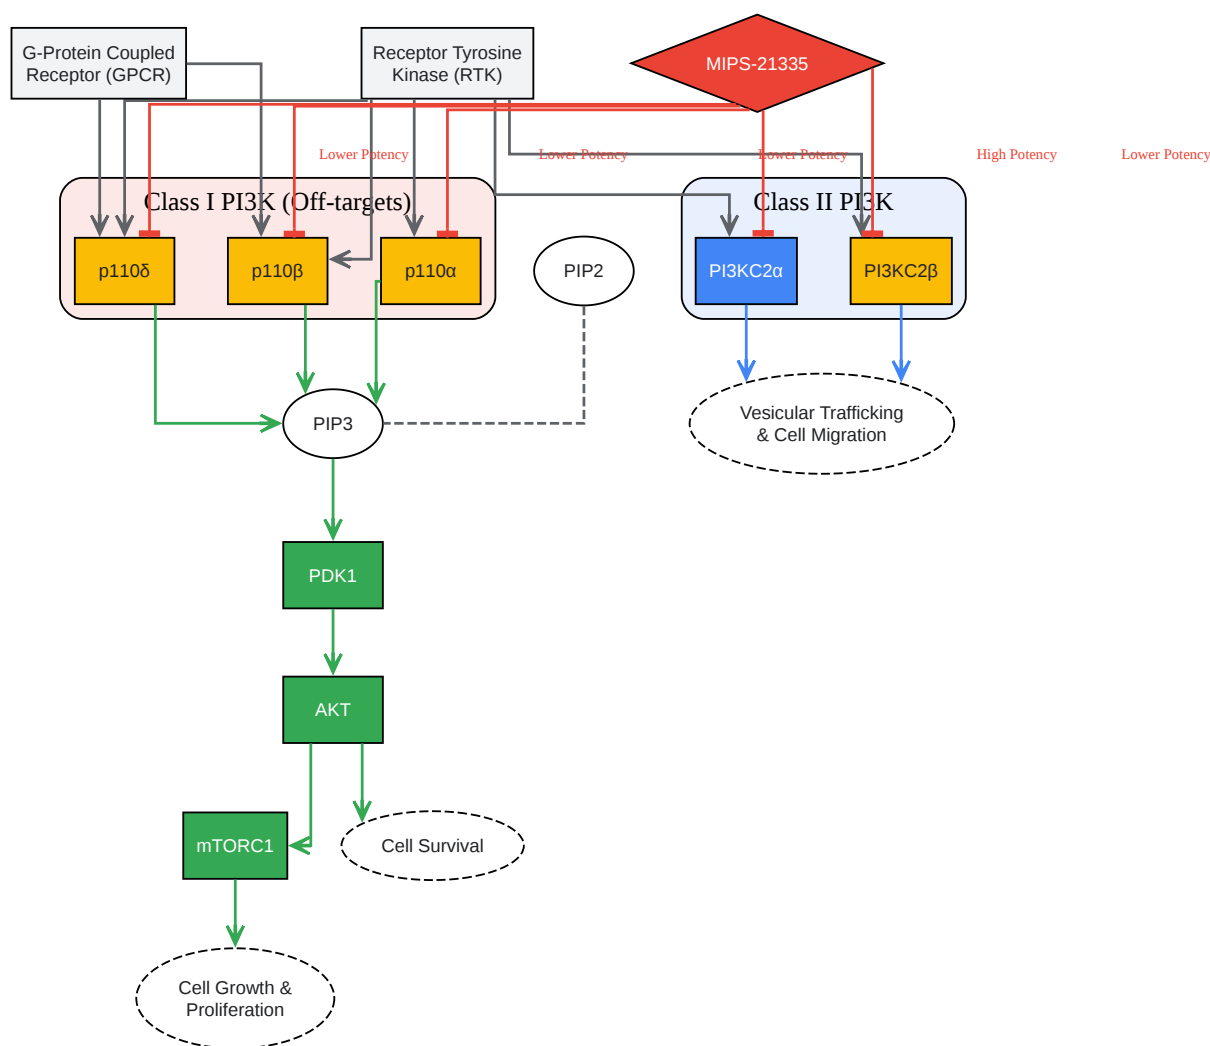 G-Protein Coupled
Receptor (GPCR)
Receptor Tyrosine
Kinase (RTK)
MIPS-21335
Lower Potency
Lower Potency
Lower Potency
High Potency
Lower Potency
Class I PI3K (Off-targets)
Class II PI3K
p110δ
p110β
p110α
PIP2
PI3KC2α
PI3KC2β
PIP3
Vesicular Trafficking
& Cell Migration
PDK1
AKT
mTORC1
Cell Survival
Cell Growth &
Proliferation